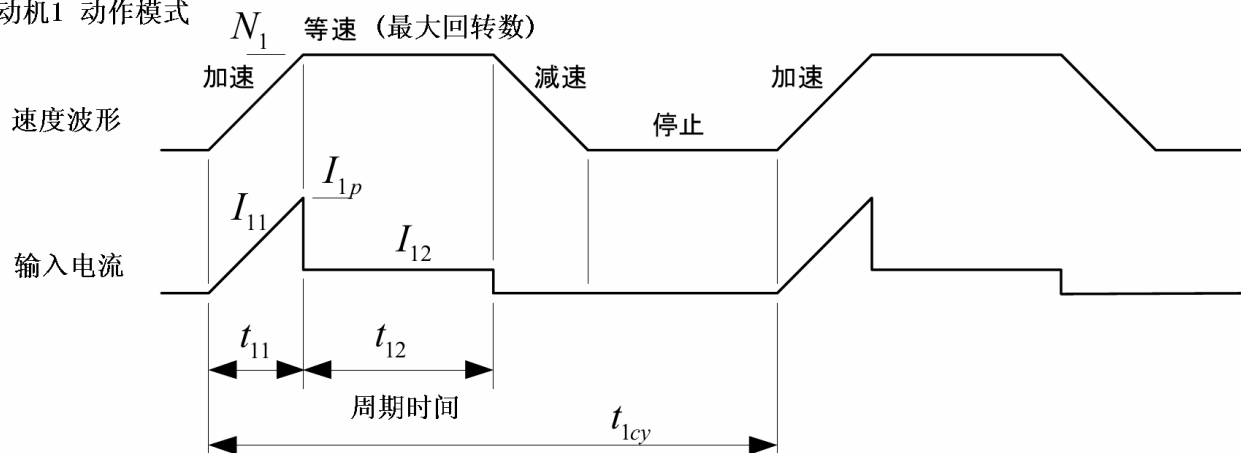 动机1 动作模式
N1 等速 (最大回转数)
加速 減速 加速
速度波形
停止
I1p
I11
I12
输入电流
t11 t12
周期时间
t1cy